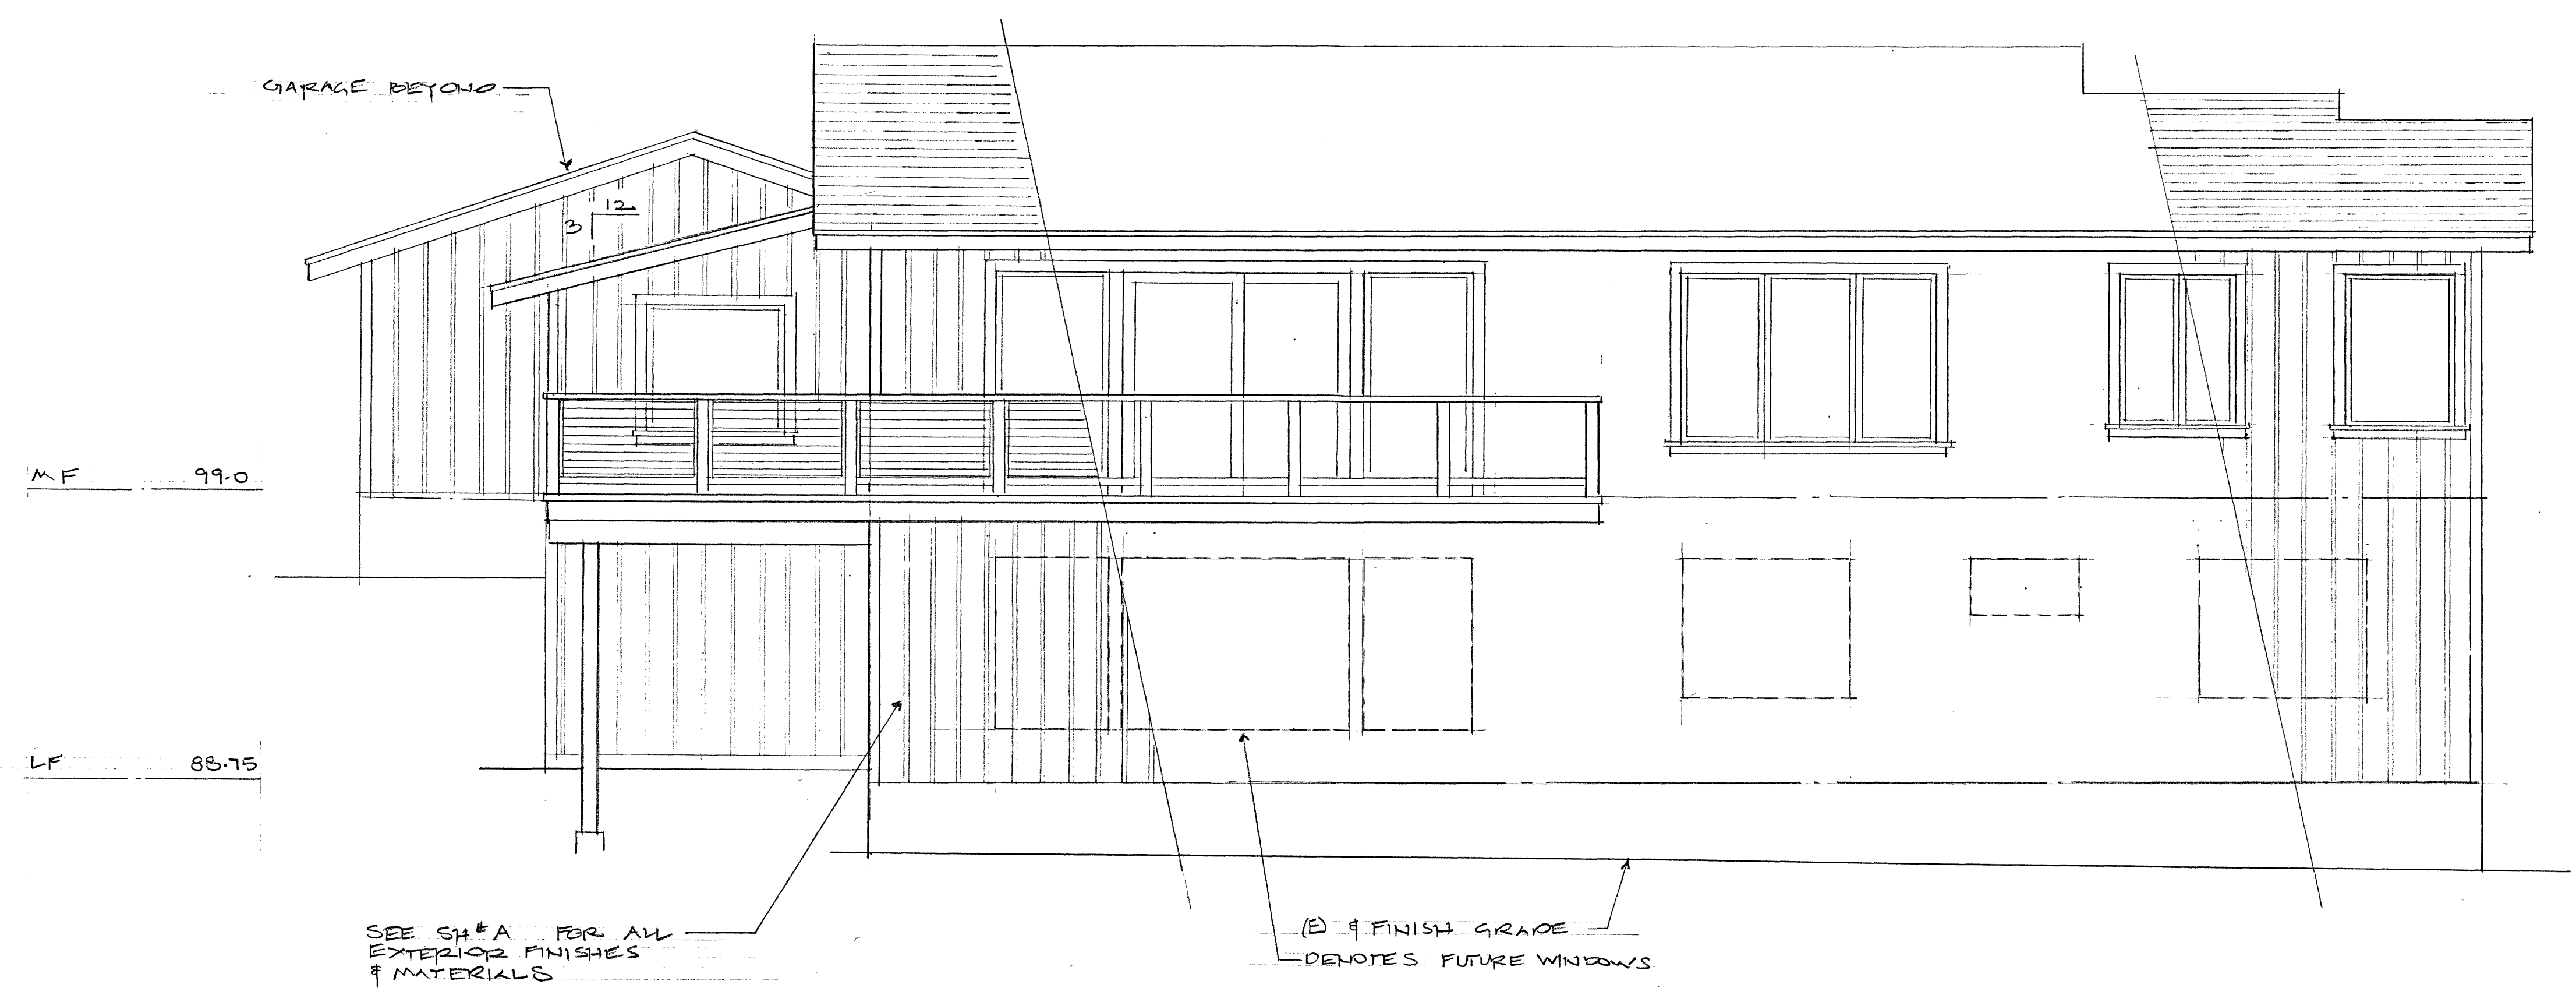 GARAGE BEYOND
12
3
MF 99.0
LF 88.75
SEE SH#A FOR ALL
EXTERIOR FINISHES
& MATERIALS
(E) & FINISH GRADE
DENOTES FUTURE WINDOWS